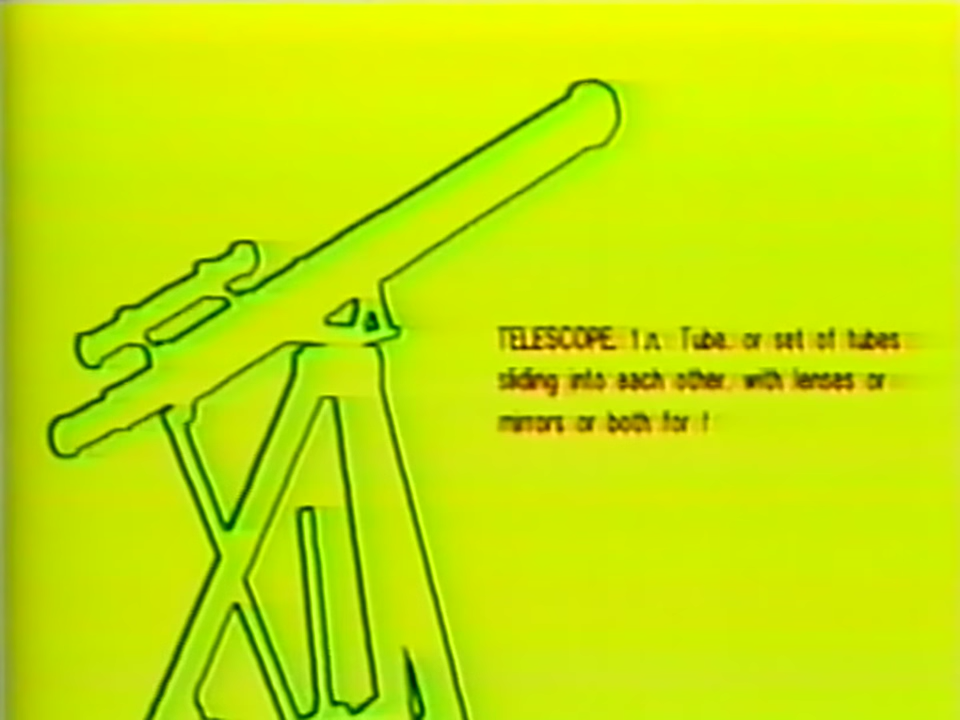 TELESCOPE: 1 n. Tube, or set of tubes
sliding into each other, with lenses or
mirrors or both for f